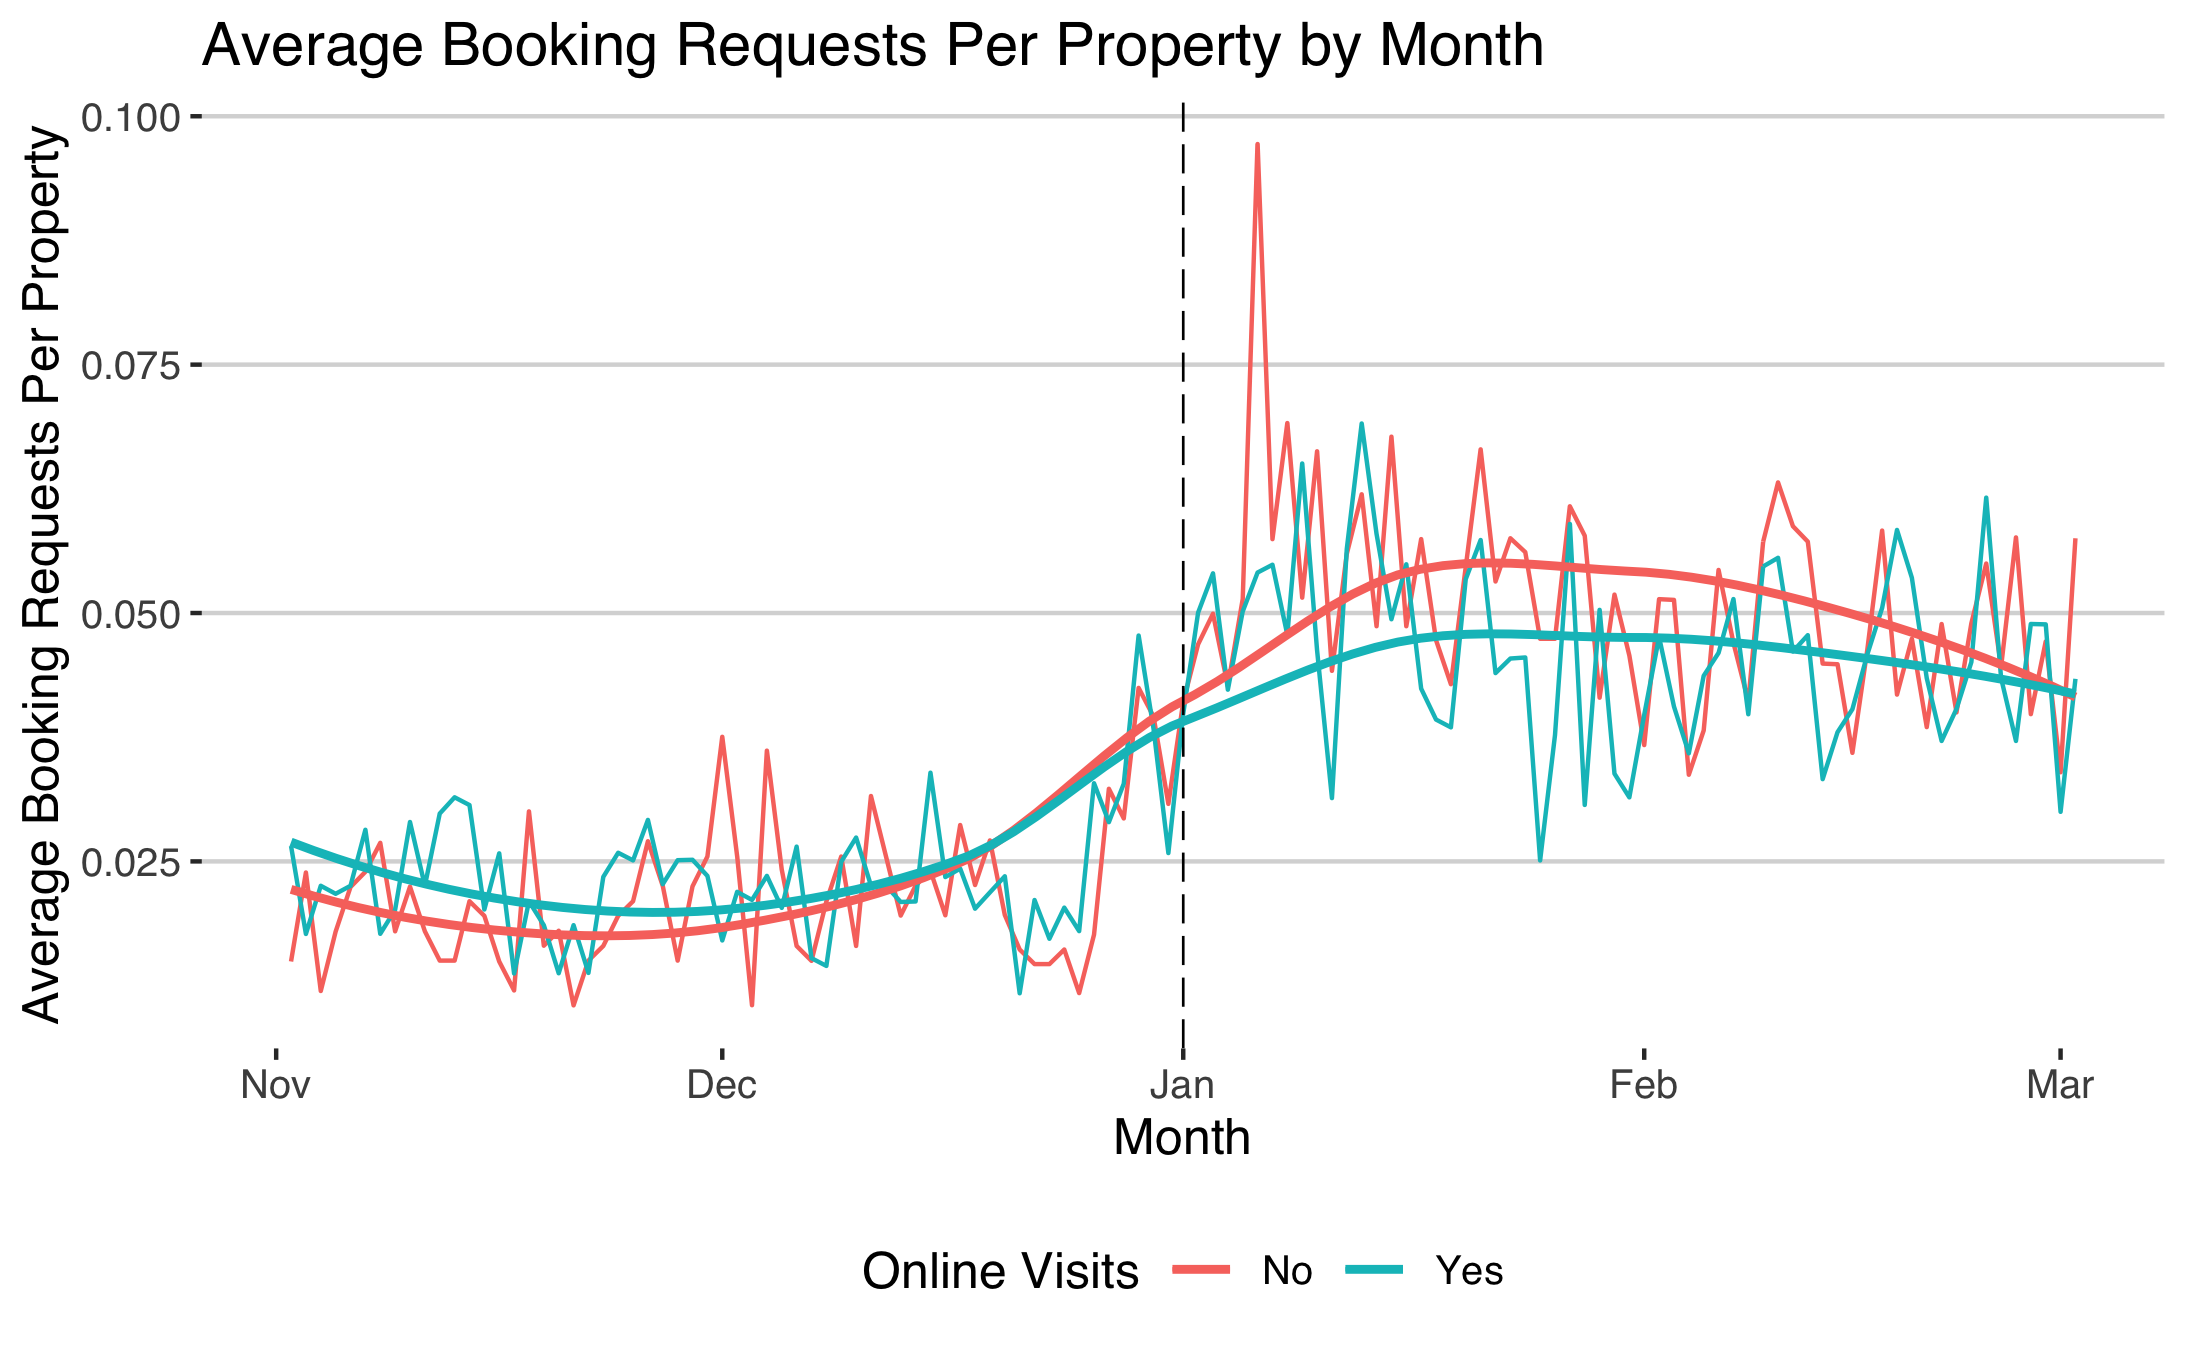 Average Booking Requests Per Property by Month
Average Booking Requests Per Property
0.100
0.075
0.050
0.025
Nov Dec Jan Feb Mar
Month
Online Visits No Yes